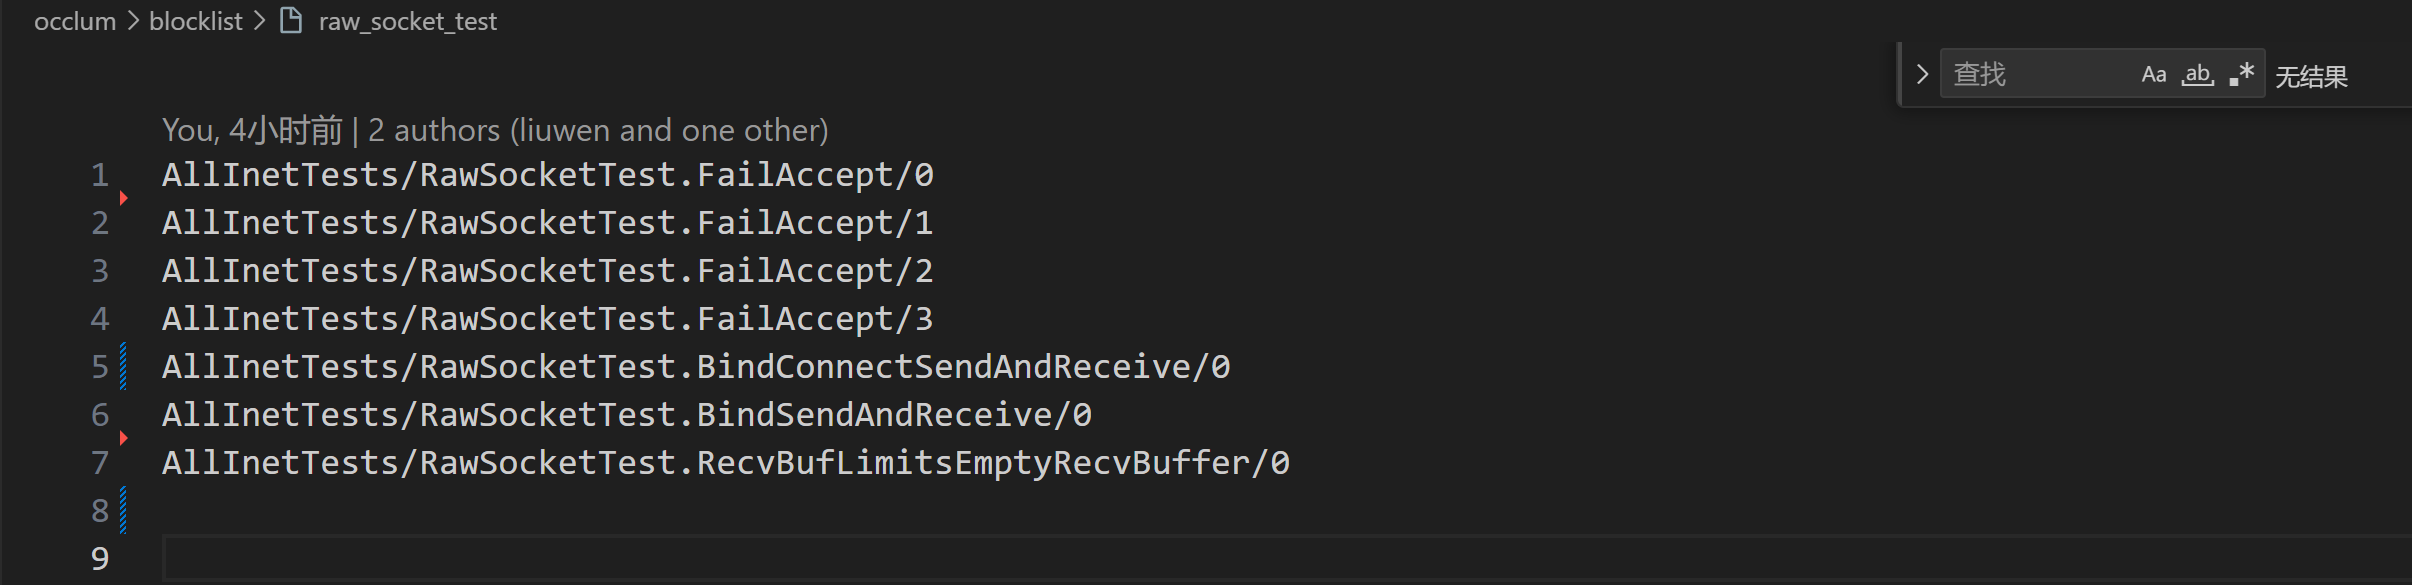 occlum > blocklist > raw_socket_test
查找 Aa ab .* 无结果
You, 4小时前 | 2 authors (liuwen and one other)
1 AllInetTests/RawSocketTest.FailAccept/0
2 AllInetTests/RawSocketTest.FailAccept/1
3 AllInetTests/RawSocketTest.FailAccept/2
4 AllInetTests/RawSocketTest.FailAccept/3
5 AllInetTests/RawSocketTest.BindConnectSendAndReceive/0
6 AllInetTests/RawSocketTest.BindSendAndReceive/0
7 AllInetTests/RawSocketTest.RecvBufLimitsEmptyRecvBuffer/0
8
9